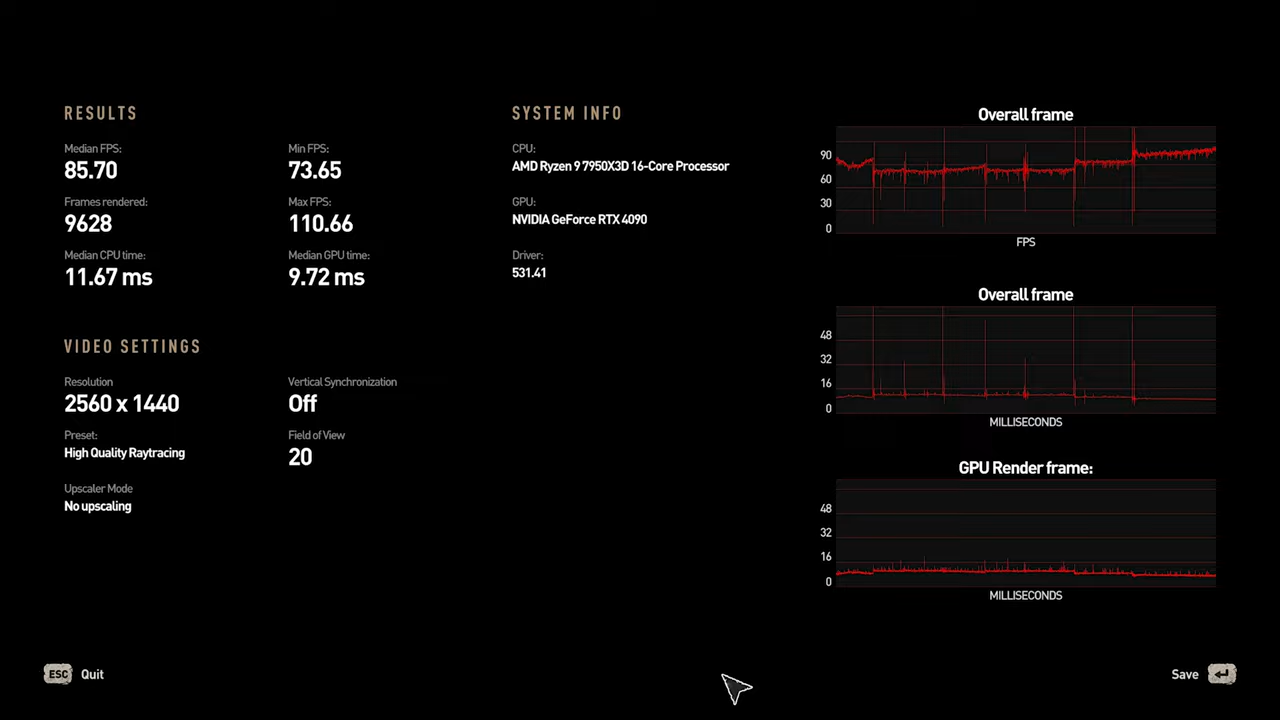 RESULTS
Median FPS:
85.70
Min FPS:
73.65
Frames rendered:
9628
Max FPS:
110.66
Median CPU time:
11.67 ms
Median GPU time:
9.72 ms
VIDEO SETTINGS
Resolution
2560 x 1440
Vertical Synchronization
Off
Preset:
High Quality Raytracing
Field of View
20
Upscaler Mode
No upscaling
SYSTEM INFO
CPU:
AMD Ryzen 9 7950X3D 16-Core Processor
GPU:
NVIDIA GeForce RTX 4090
Driver:
531.41
Overall frame
90
60
30
0
FPS
Overall frame
48
32
16
0
MILLISECONDS
GPU Render frame:
48
32
16
0
MILLISECONDS
ESC Quit
Save